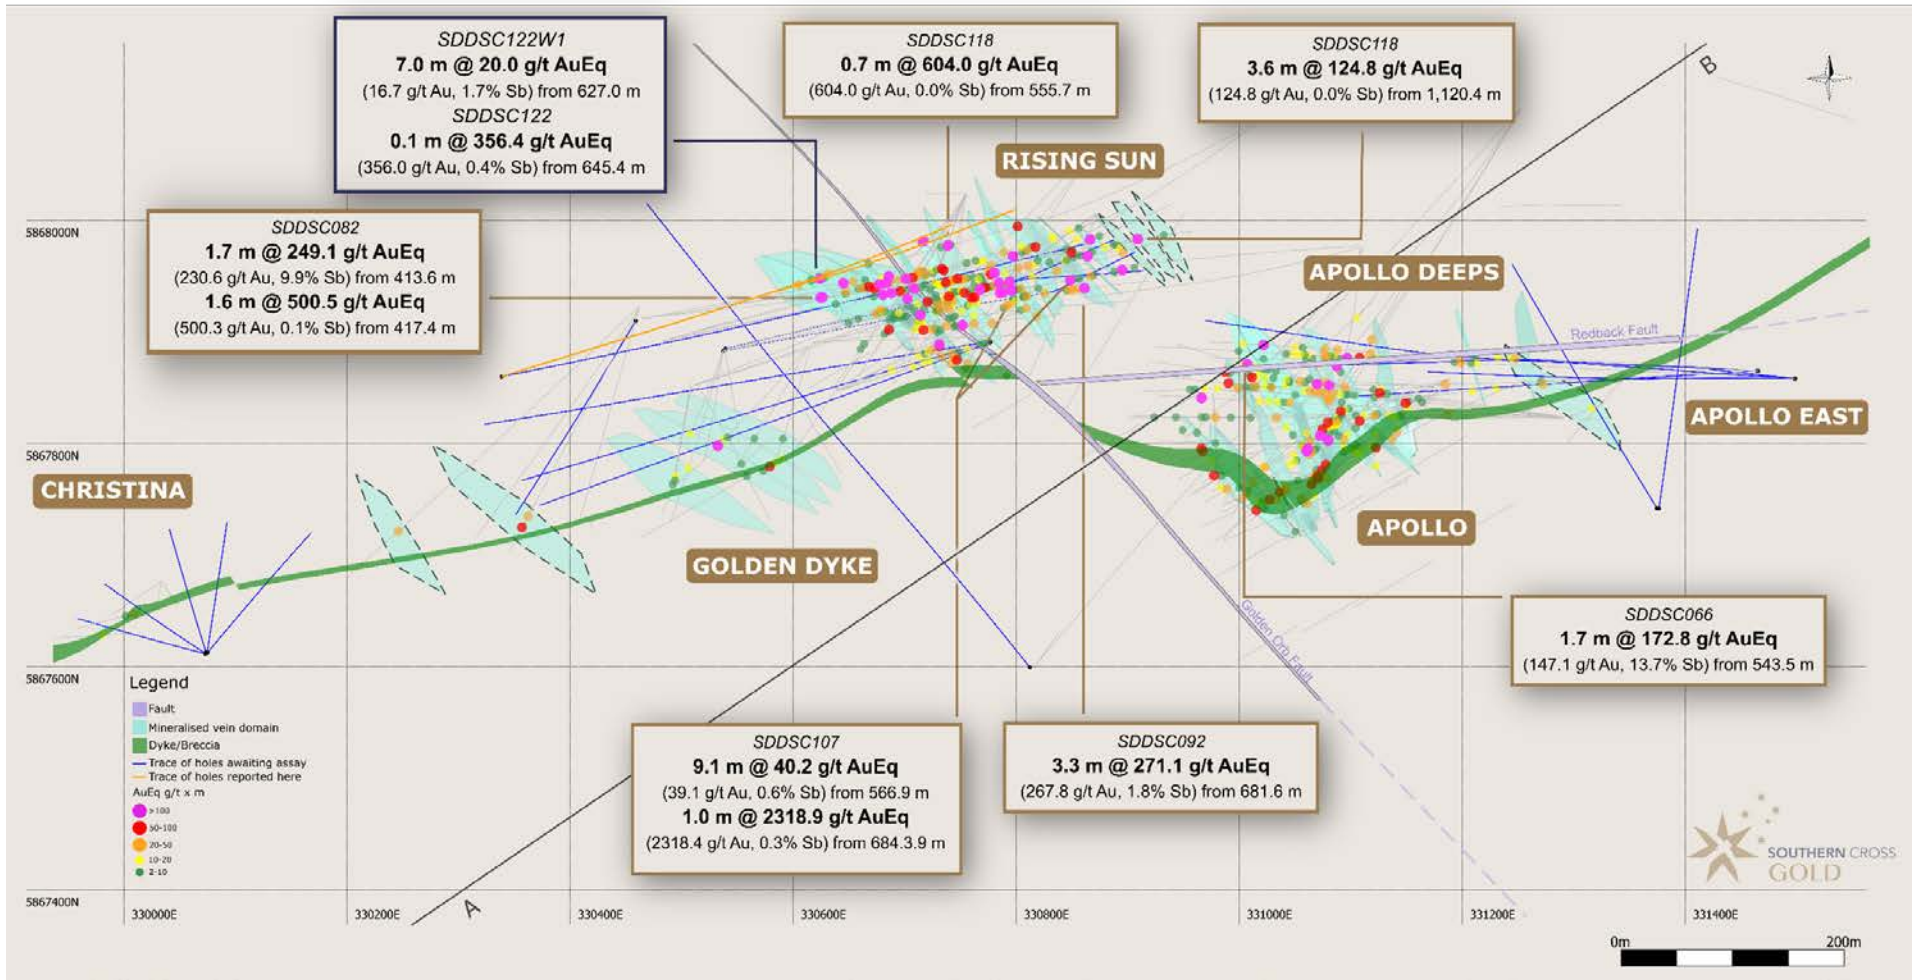 SDDSC122W1
7.0 m @ 20.0 g/t AuEq
(16.7 g/t Au, 1.7% Sb) from 627.0 m
SDDSC122
0.1 m @ 356.4 g/t AuEq
(356.0 g/t Au, 0.4% Sb) from 645.4 m
SDDSC118
0.7 m @ 604.0 g/t AuEq
(604.0 g/t Au, 0.0% Sb) from 555.7 m
SDDSC118
3.6 m @ 124.8 g/t AuEq
(124.8 g/t Au, 0.0% Sb) from 1,120.4 m
B
RISING SUN
SDDSC082
1.7 m @ 249.1 g/t AuEq
(230.6 g/t Au, 9.9% Sb) from 413.6 m
1.6 m @ 500.5 g/t AuEq
(500.3 g/t Au, 0.1% Sb) from 417.4 m
5868000N
APOLLO DEEPS
Redback Fault
APOLLO EAST
5867800N
CHRISTINA
APOLLO
GOLDEN DYKE
Golden Orb Fault
SDDSC066
1.7 m @ 172.8 g/t AuEq
(147.1 g/t Au, 13.7% Sb) from 543.5 m
5867600N
Legend
Fault
Mineralised vein domain
Dyke/Breccia
Trace of holes awaiting assay
Trace of holes reported here
AuEq g/t x m
>100
50-100
20-50
10-20
2-10
SDDSC107
9.1 m @ 40.2 g/t AuEq
(39.1 g/t Au, 0.6% Sb) from 566.9 m
1.0 m @ 2318.9 g/t AuEq
(2318.4 g/t Au, 0.3% Sb) from 684.3.9 m
SDDSC092
3.3 m @ 271.1 g/t AuEq
(267.8 g/t Au, 1.8% Sb) from 681.6 m
SOUTHERN CROSS
GOLD
5867400N
A
330000E
330200E
330400E
330600E
330800E
331000E
331200E
331400E
0m
200m